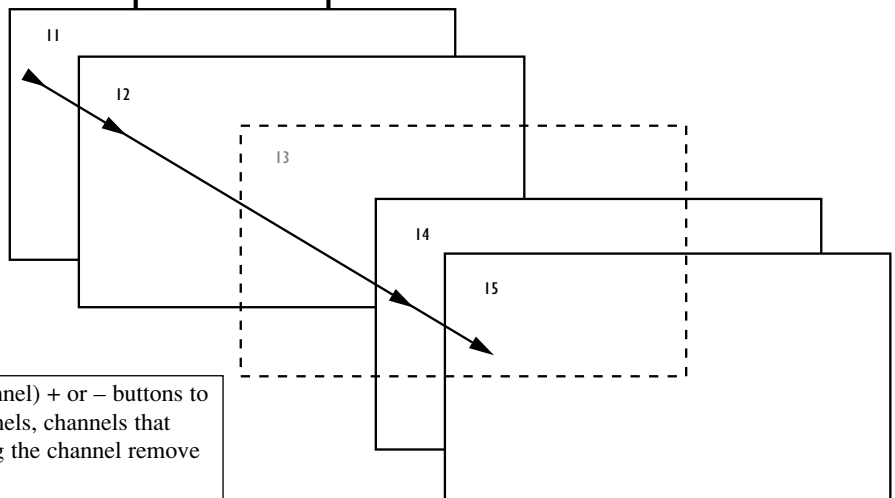 11
12
13
14
15
nnel) + or – buttons to
nels, channels that
g the channel remove